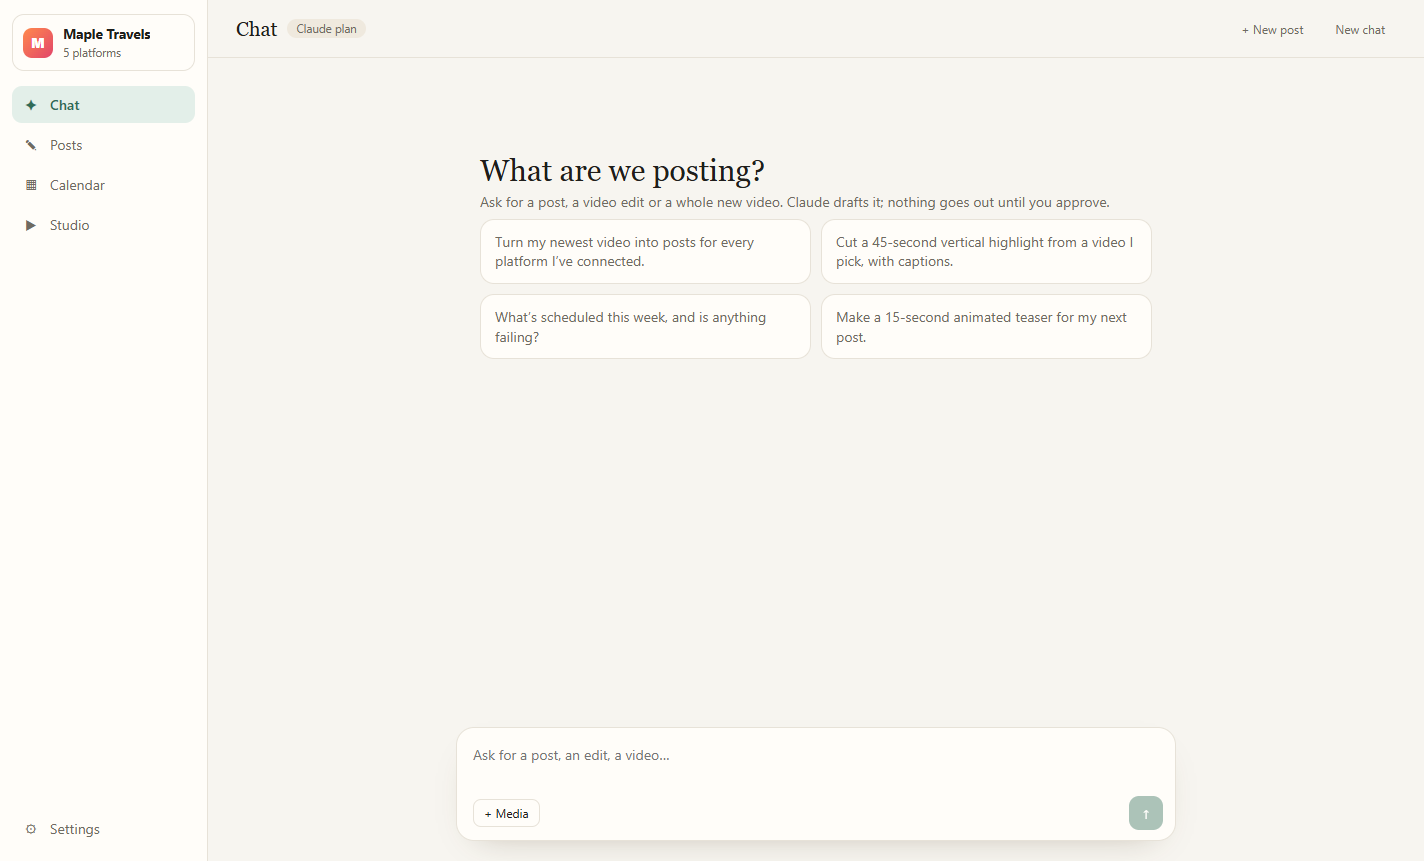 M
Maple Travels
5 platforms
Chat
Posts
Calendar
Studio
Settings
Chat
Claude plan
+ New post
New chat
What are we posting?
Ask for a post, a video edit or a whole new video. Claude drafts it; nothing goes out until you approve.
Turn my newest video into posts for every
platform I’ve connected.
Cut a 45-second vertical highlight from a video I
pick, with captions.
What’s scheduled this week, and is anything
failing?
Make a 15-second animated teaser for my next
post.
Ask for a post, an edit, a video…
+ Media
↑